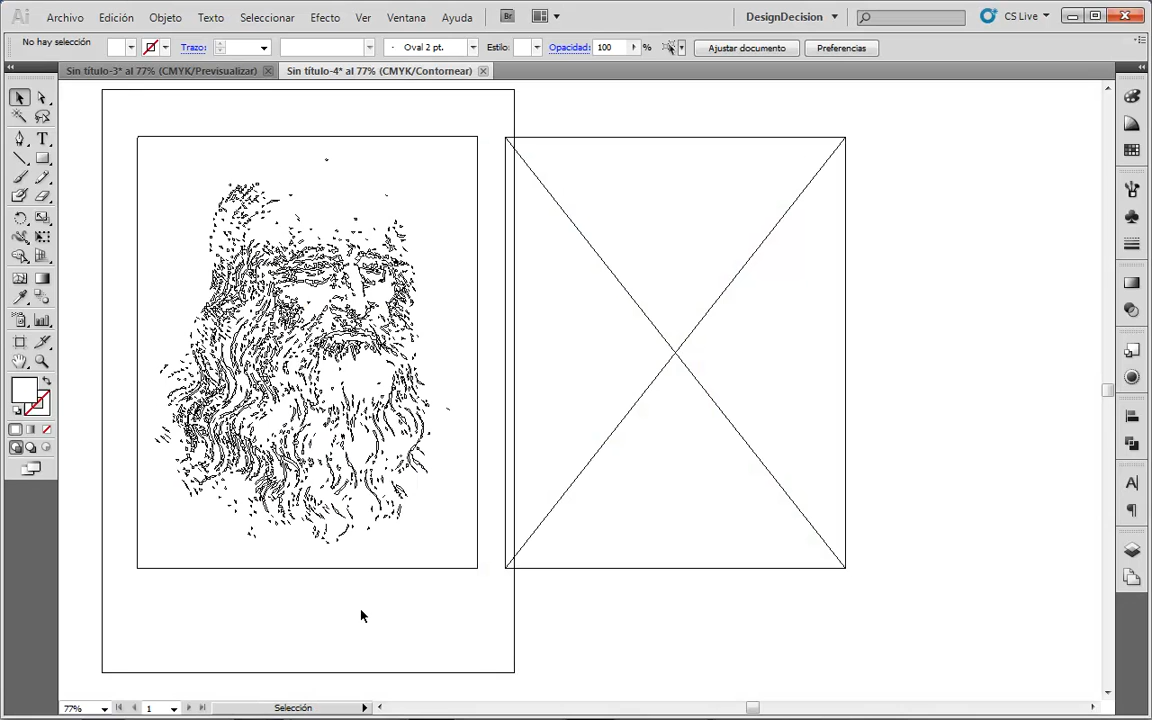 Ai Archivo Edición Objeto Texto Seleccionar Efecto Ver Ventana Ayuda Br DesignDecision CS Live
No hay selección Trazo: Oval 2 pt. Estilo: Opacidad: 100 % Ajustar documento Preferencias
Sin título-3* al 77% (CMYK/Previsualizar) Sin título-4* al 77% (CMYK/Contornear)
77% 1 Selección